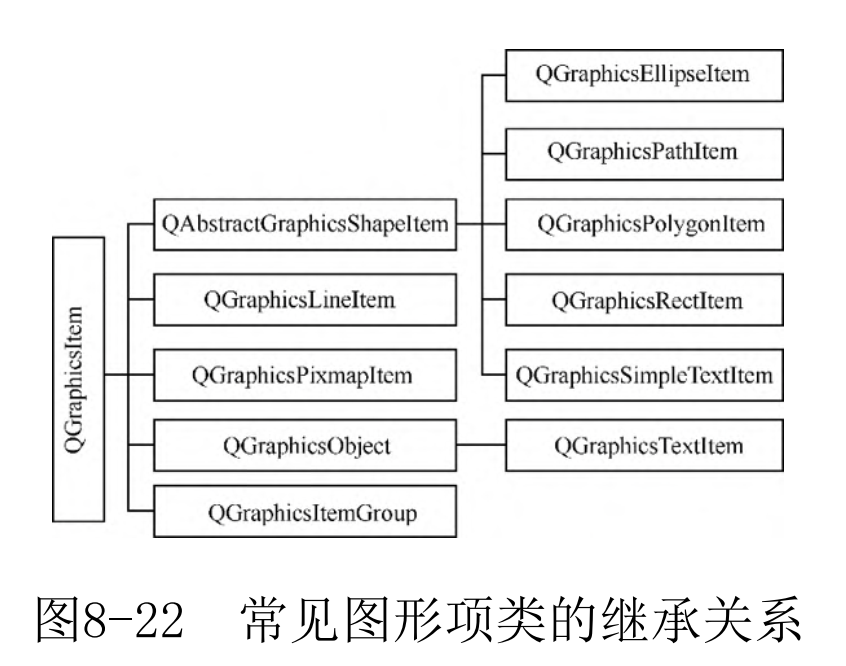 QGraphicsItem
QAbstractGraphicsShapeItem
QGraphicsLineItem
QGraphicsPixmapItem
QGraphicsObject
QGraphicsItemGroup
QGraphicsEllipseItem
QGraphicsPathItem
QGraphicsPolygonItem
QGraphicsRectItem
QGraphicsSimpleTextItem
QGraphicsTextItem
图8-22 常见图形项类的继承关系